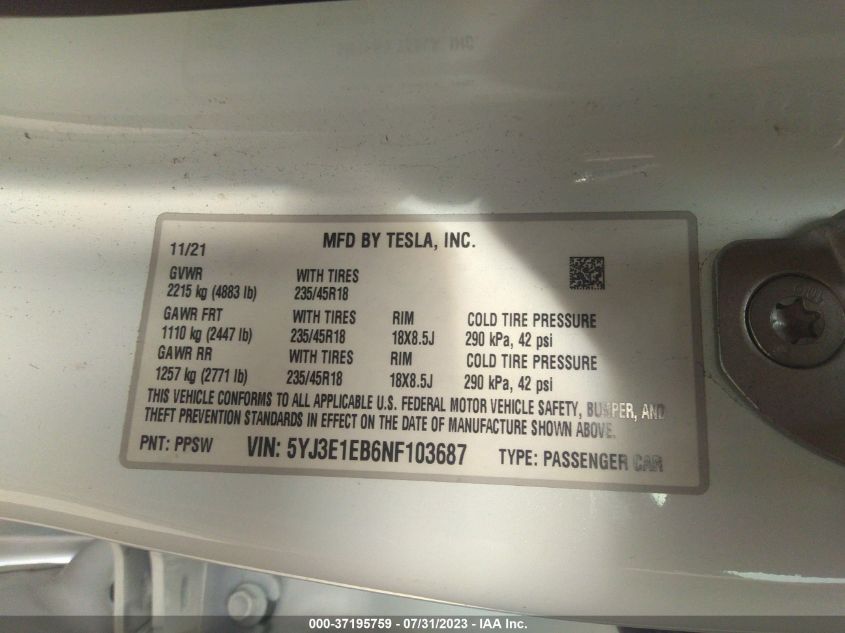 MFD BY TESLA, INC.
11/21
GVWR WITH TIRES
2215 kg (4883 lb) 235/45R18
GAWR FRT WITH TIRES RIM COLD TIRE PRESSURE
1110 kg (2447 lb) 235/45R18 18X8.5J 290 kPa, 42 psi
GAWR RR WITH TIRES RIM COLD TIRE PRESSURE
1257 kg (2771 lb) 235/45R18 18X8.5J 290 kPa, 42 psi
THIS VEHICLE CONFORMS TO ALL APPLICABLE U.S. FEDERAL MOTOR VEHICLE SAFETY, BUMPER, AND
THEFT PREVENTION STANDARDS IN EFFECT ON THE DATE OF MANUFACTURE SHOWN ABOVE.
PNT: PPSW VIN: 5YJ3E1EB6NF103687 TYPE: PASSENGER CAR
000-37195759 - 07/31/2023 - IAA Inc.